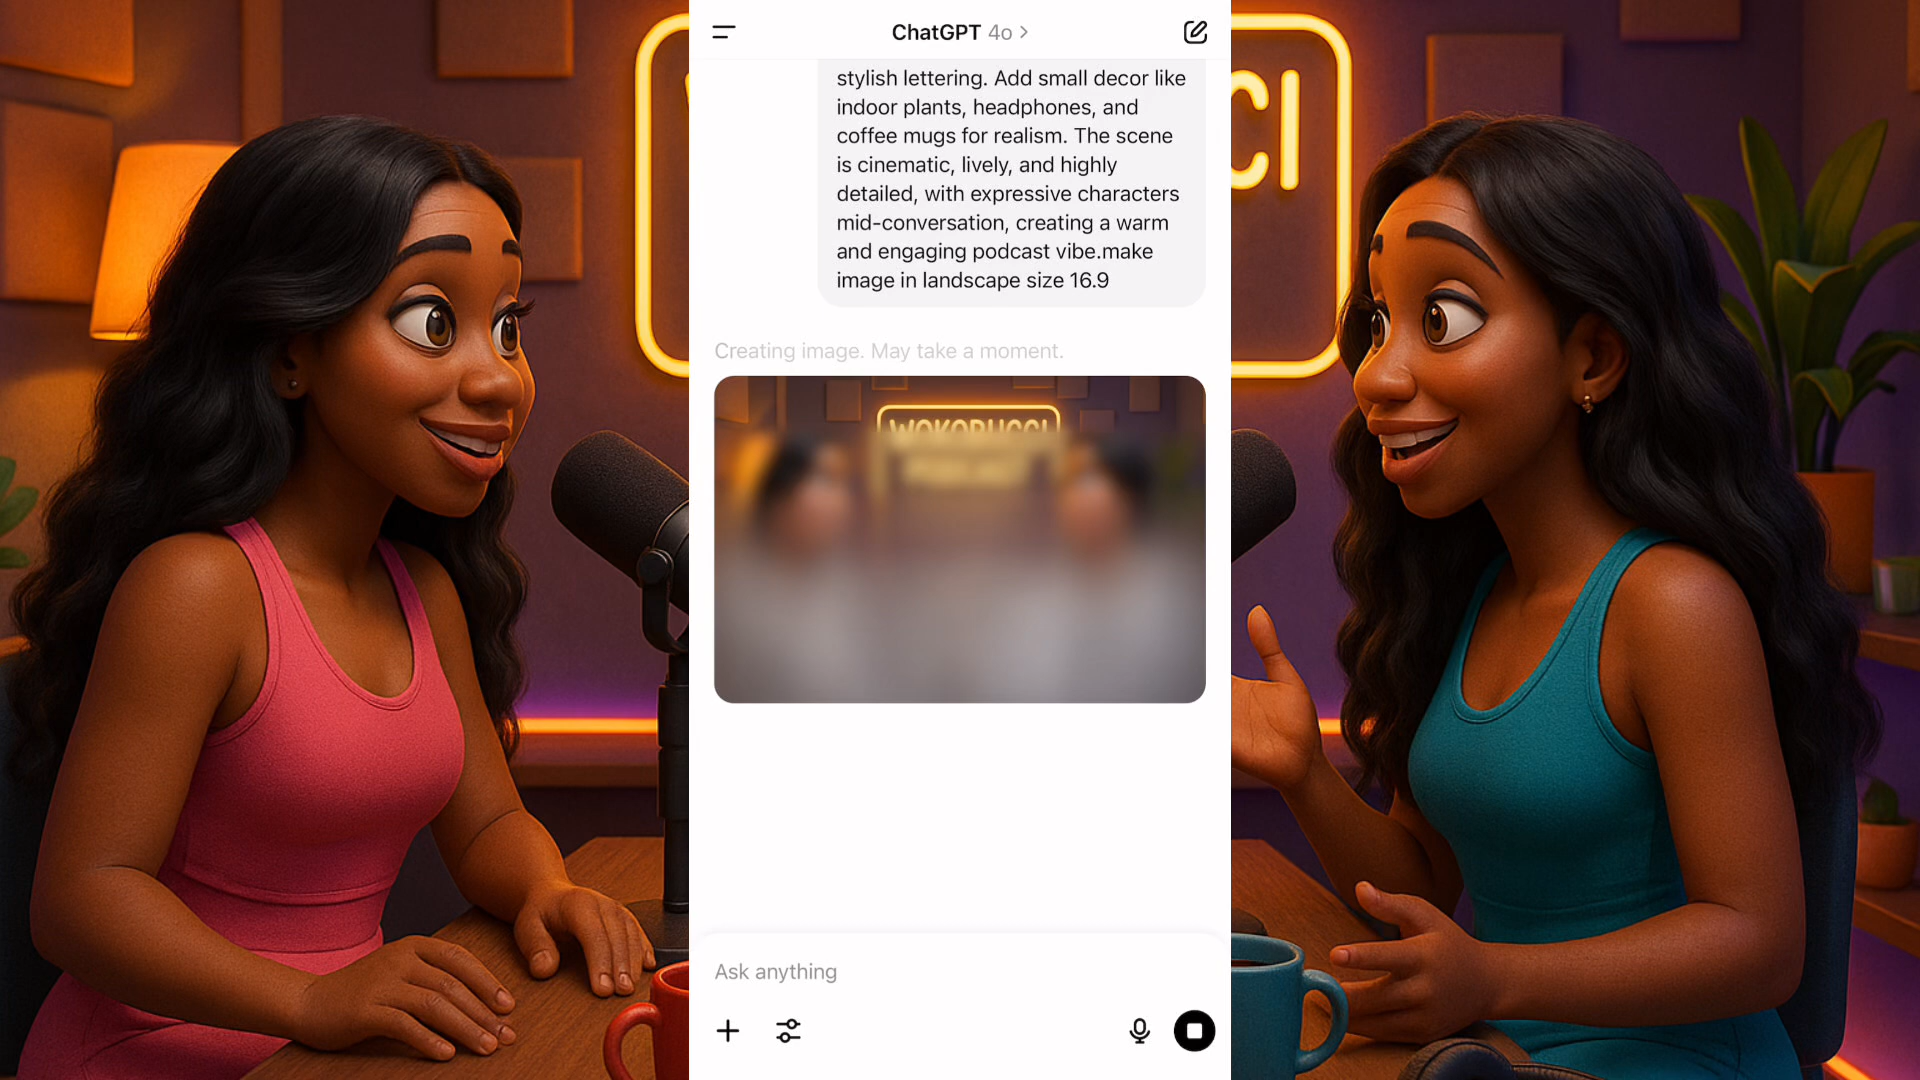 ChatGPT 4o >
stylish lettering. Add small decor like
indoor plants, headphones, and
coffee mugs for realism. The scene
is cinematic, lively, and highly
detailed, with expressive characters
mid-conversation, creating a warm
and engaging podcast vibe.make
image in landscape size 16.9
Creating image. May take a moment.
PODCAST
Ask anything
CI